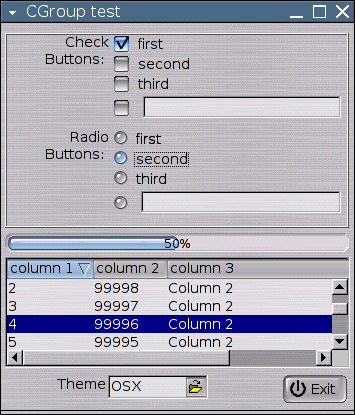 CGroup test
Check Buttons: first
second
third
Radio Buttons: first
second
third
50%
column 1 column 2 Column 3
2 99998 Column 2
3 99997 Column 2
4 99996 Column 2
5 99995 Column 2
Theme OSX Exit